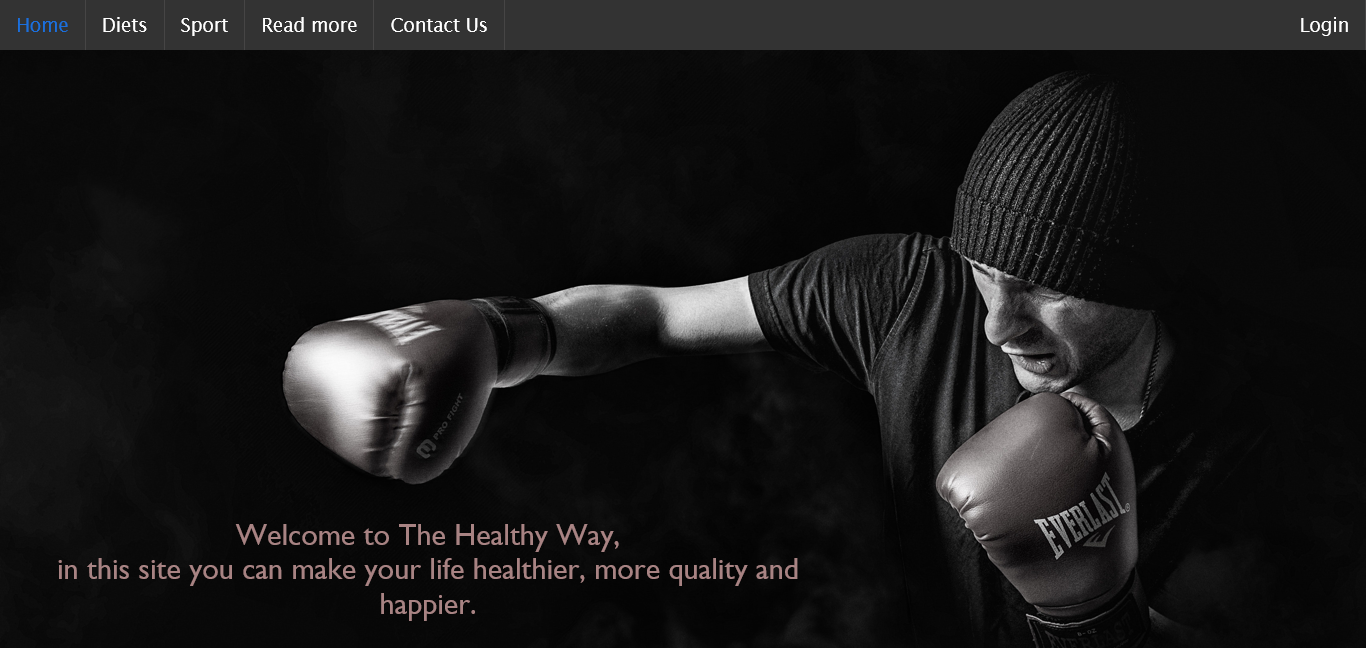 Home
Diets
Sport
Read more
Contact Us
Login
PRO FIGHT
EVERLAST
Welcome to The Healthy Way,
in this site you can make your life healthier, more quality and
happier.